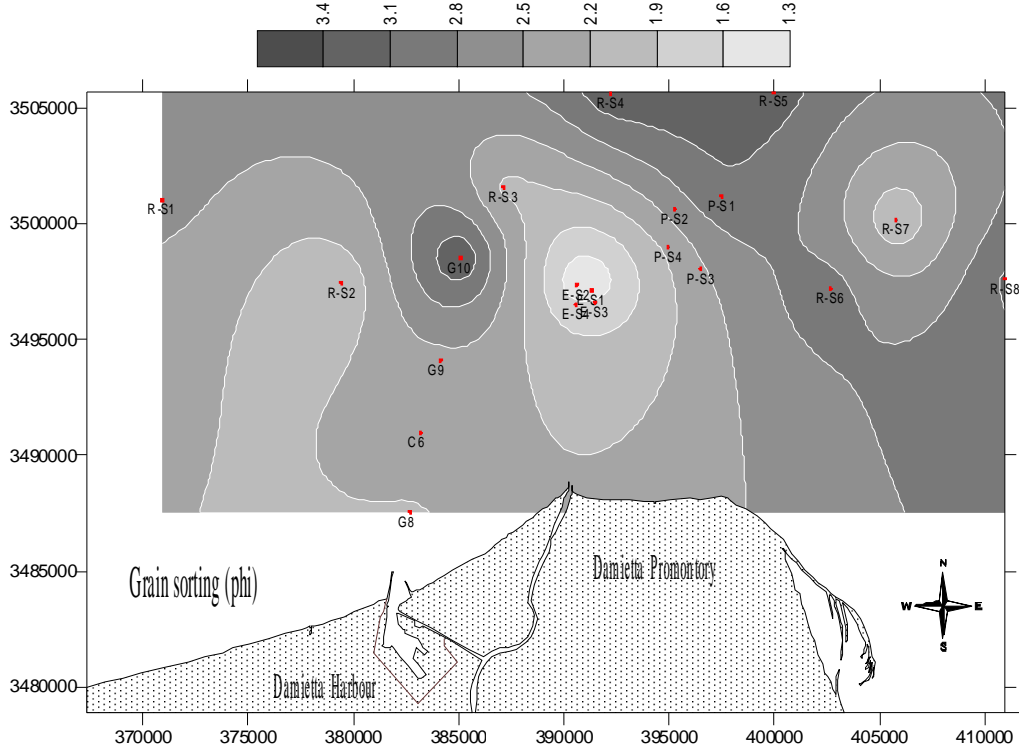 3.4 3.1 2.8 2.5 2.2 1.9 1.6 1.3
3505000
R-S4
R-S5
R-S3
P-S1
R-S1
3500000
P-S2
R-S7
P-S4
G10
P-S3
R-S2
E-S2
E-S1
R-S6
R-S8
E-S4
E-S3
3495000
G9
C6
3490000
G8
3485000
Grain sorting (phi)
Damietta Promontory
N
W
E
S
3480000
Damietta Harbour
370000 375000 380000 385000 390000 395000 400000 405000 410000